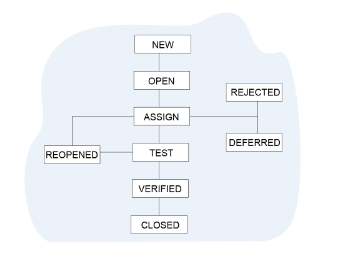 NEW
OPEN
REJECTED
ASSIGN
DEFERRED
REOPENED
TEST
VERIFIED
CLOSED